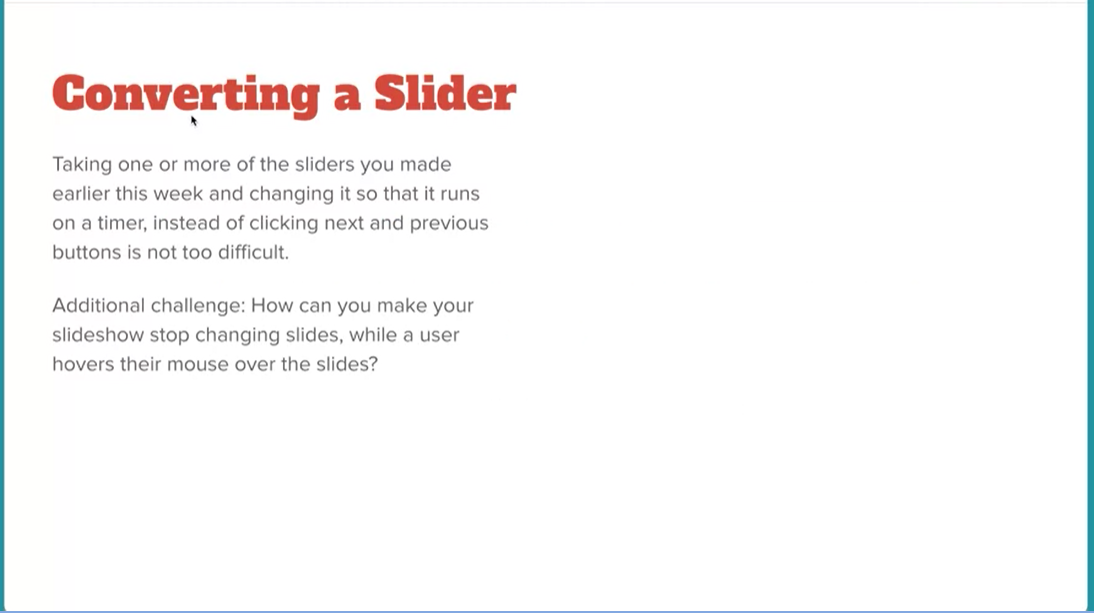 Converting a Slider
Taking one or more of the sliders you made
earlier this week and changing it so that it runs
on a timer, instead of clicking next and previous
buttons is not too difficult.
Additional challenge: How can you make your
slideshow stop changing slides, while a user
hovers their mouse over the slides?